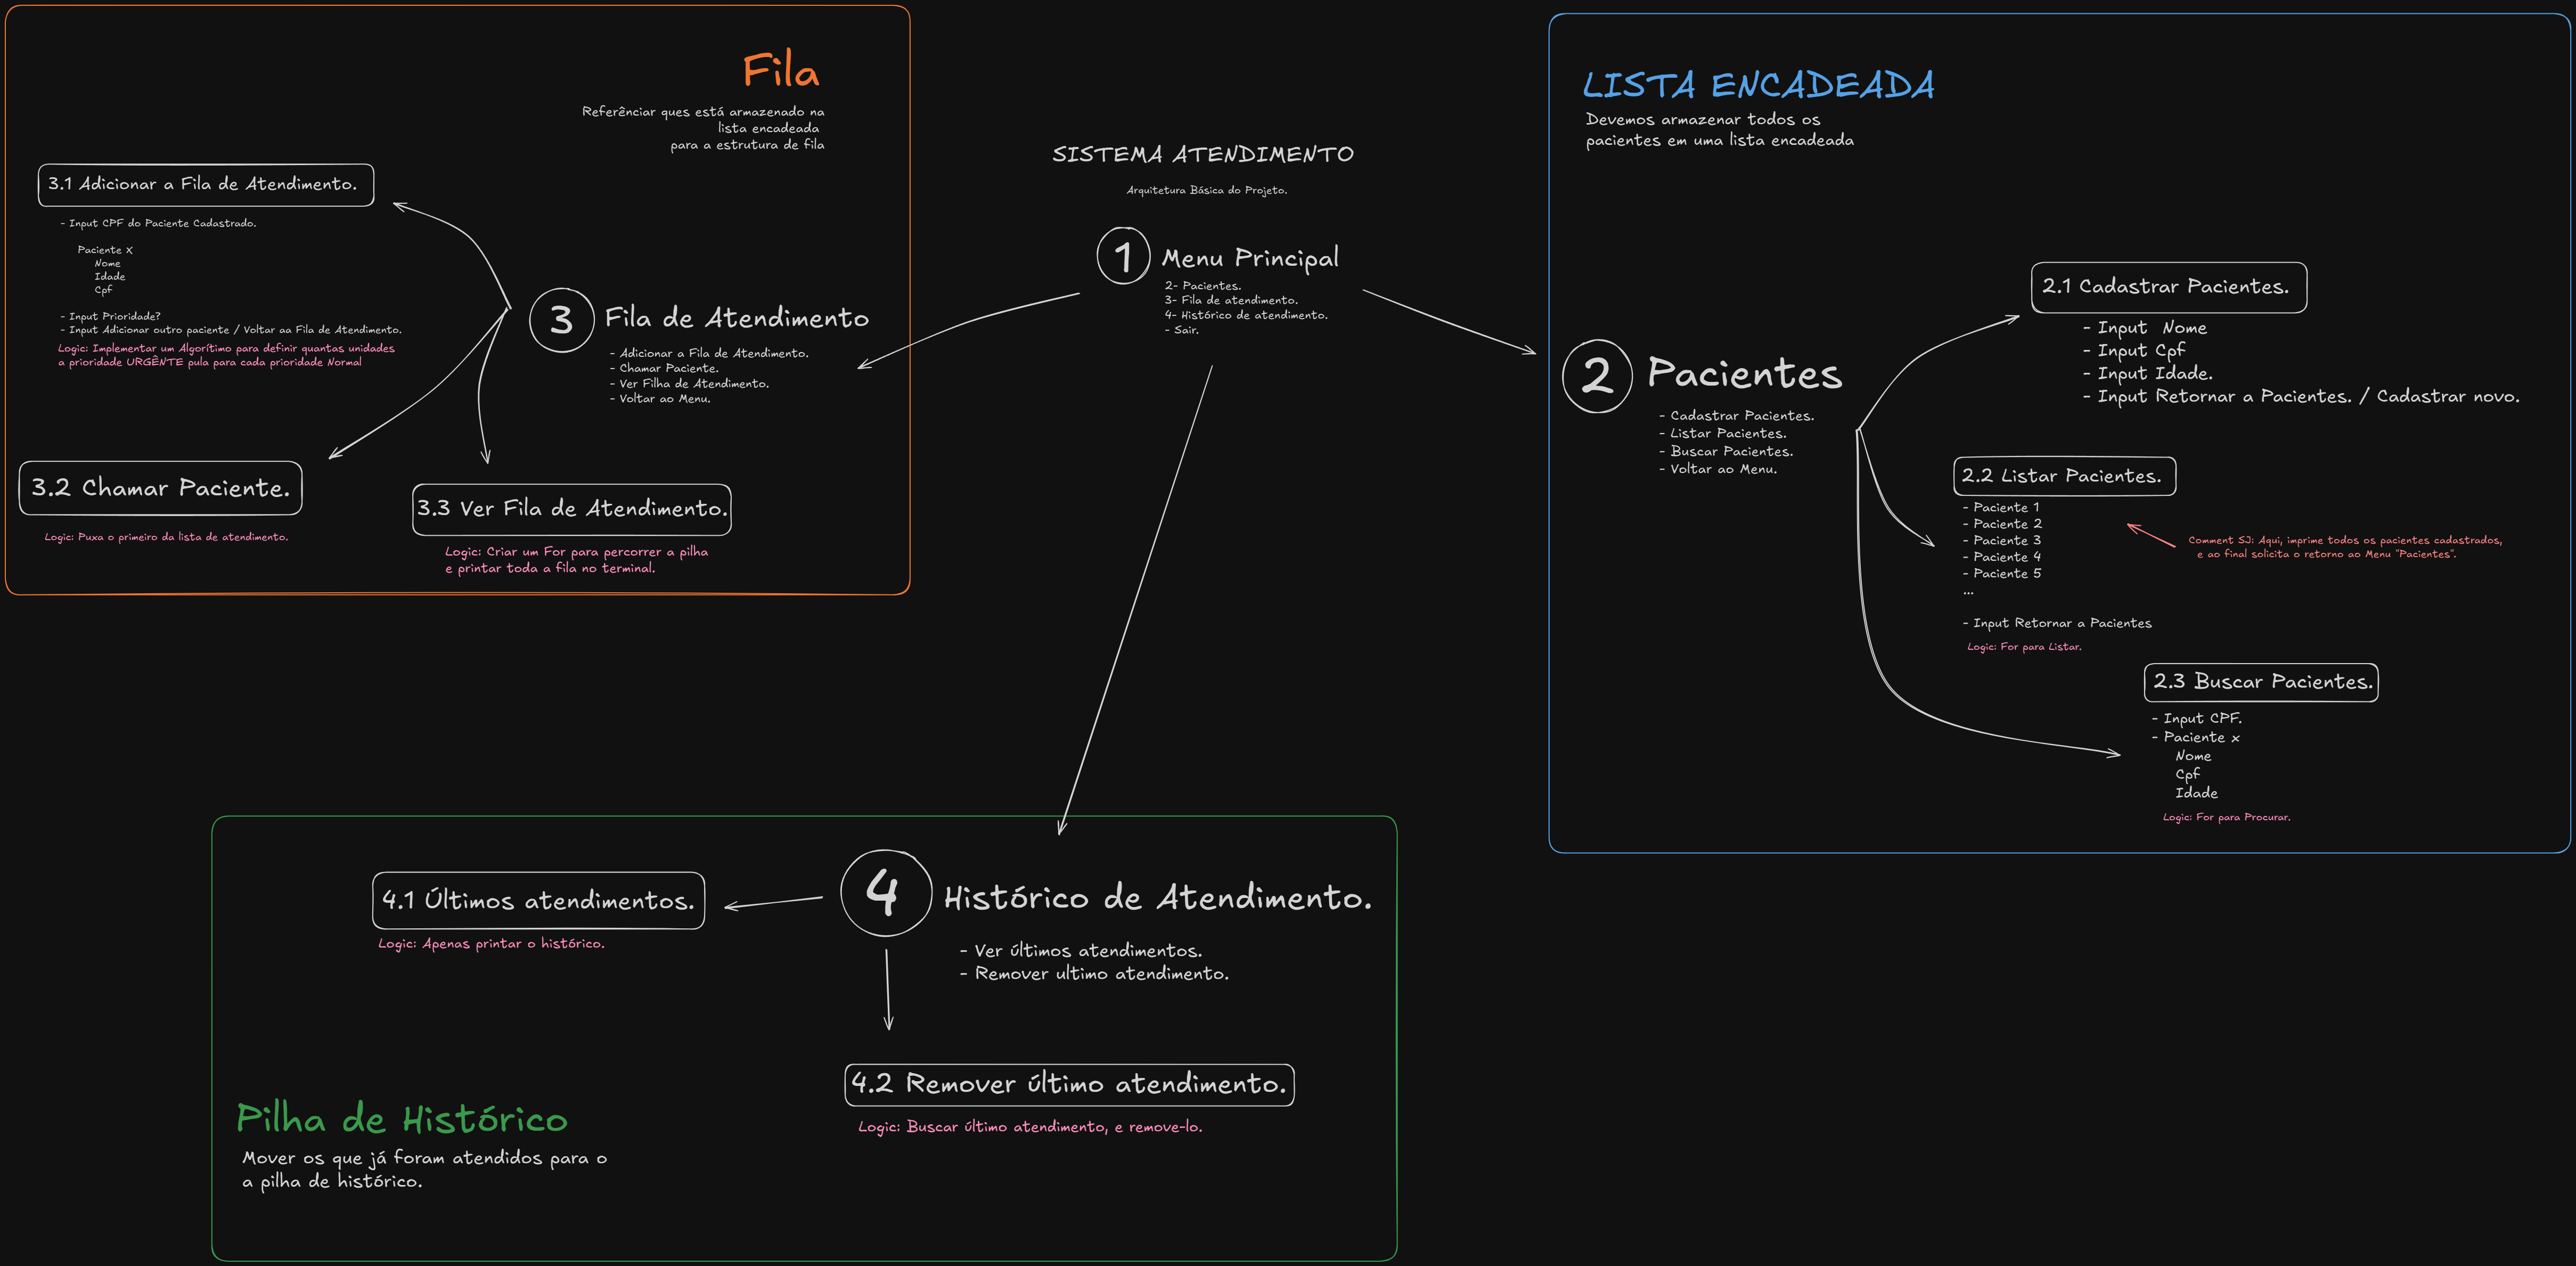 Fila
Referênciar ques está armazenado na
lista encadeada
para a estrutura de fila
3.1 Adicionar a Fila de Atendimento.
- Input CPF do Paciente Cadastrado.
Paciente X
Nome
Idade
Cpf
- Input Prioridade?
- Input Adicionar outro paciente / Voltar aa Fila de Atendimento.
Logic: Implementar um Algorítimo para definir quantas unidades
a prioridade URGÊNTE pula para cada prioridade Normal
3
Fila de Atendimento
- Adicionar a Fila de Atendimento.
- Chamar Paciente.
- Ver Filha de Atendimento.
- Voltar ao Menu.
3.2 Chamar Paciente.
Logic: Puxa o primeiro da lista de atendimento.
3.3 Ver Fila de Atendimento.
Logic: Criar um For para percorrer a pilha
e printar toda a fila no terminal.
SISTEMA ATENDIMENTO
Arquitetura Básica do Projeto.
1
Menu Principal
2- Pacientes.
3- Fila de atendimento.
4- Histórico de atendimento.
- Sair.
LISTA ENCADEADA
Devemos armazenar todos os
pacientes em uma lista encadeada
2
Pacientes
- Cadastrar Pacientes.
- Listar Pacientes.
- Buscar Pacientes.
- Voltar ao Menu.
2.1 Cadastrar Pacientes.
- Input  Nome
- Input Cpf
- Input Idade.
- Input Retornar a Pacientes. / Cadastrar novo.
2.2 Listar Pacientes.
- Paciente 1
- Paciente 2
- Paciente 3
- Paciente 4
- Paciente 5
...
- Input Retornar a Pacientes
Logic: For para Listar.
Comment SJ: Aqui, imprime todos os pacientes cadastrados,
e ao final solicita o retorno ao Menu "Pacientes".
2.3 Buscar Pacientes.
- Input CPF.
- Paciente x
Nome
Cpf
Idade
Logic: For para Procurar.
4
Histórico de Atendimento.
- Ver últimos atendimentos.
- Remover ultimo atendimento.
4.1 Últimos atendimentos.
Logic: Apenas printar o histórico.
4.2 Remover último atendimento.
Logic: Buscar último atendimento, e remove-lo.
Pilha de Histórico
Mover os que já foram atendidos para o
a pilha de histórico.